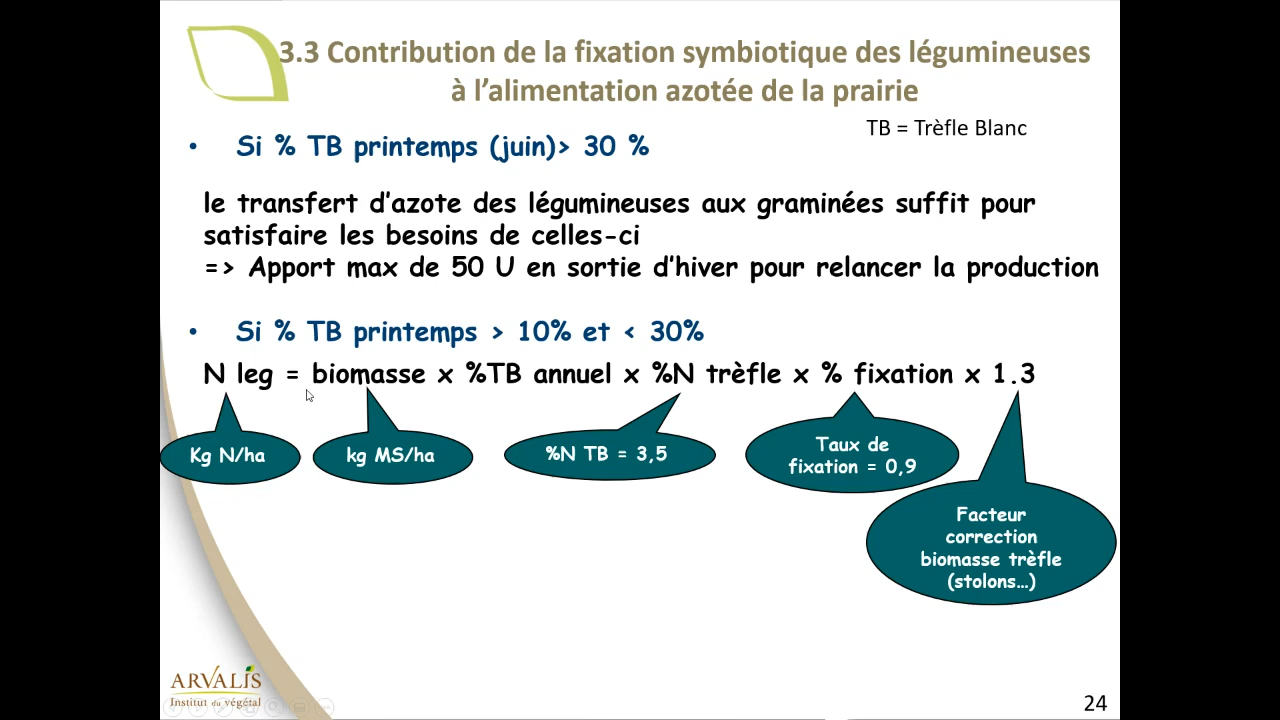 3.3 Contribution de la fixation symbiotique des légumineuses
à l’alimentation azotée de la prairie
TB = Trèfle Blanc
• Si % TB printemps (juin)> 30 %
le transfert d’azote des légumineuses aux graminées suffit pour
satisfaire les besoins de celles-ci
=> Apport max de 50 U en sortie d’hiver pour relancer la production
• Si % TB printemps > 10% et < 30%
N leg = biomasse x %TB annuel x %N trèfle x % fixation x 1.3
Kg N/ha
kg MS/ha
%N TB = 3,5
Taux de
fixation = 0,9
Facteur
correction
biomasse trèfle
(stolons…)
ARVALIS
Institut du végétal
24